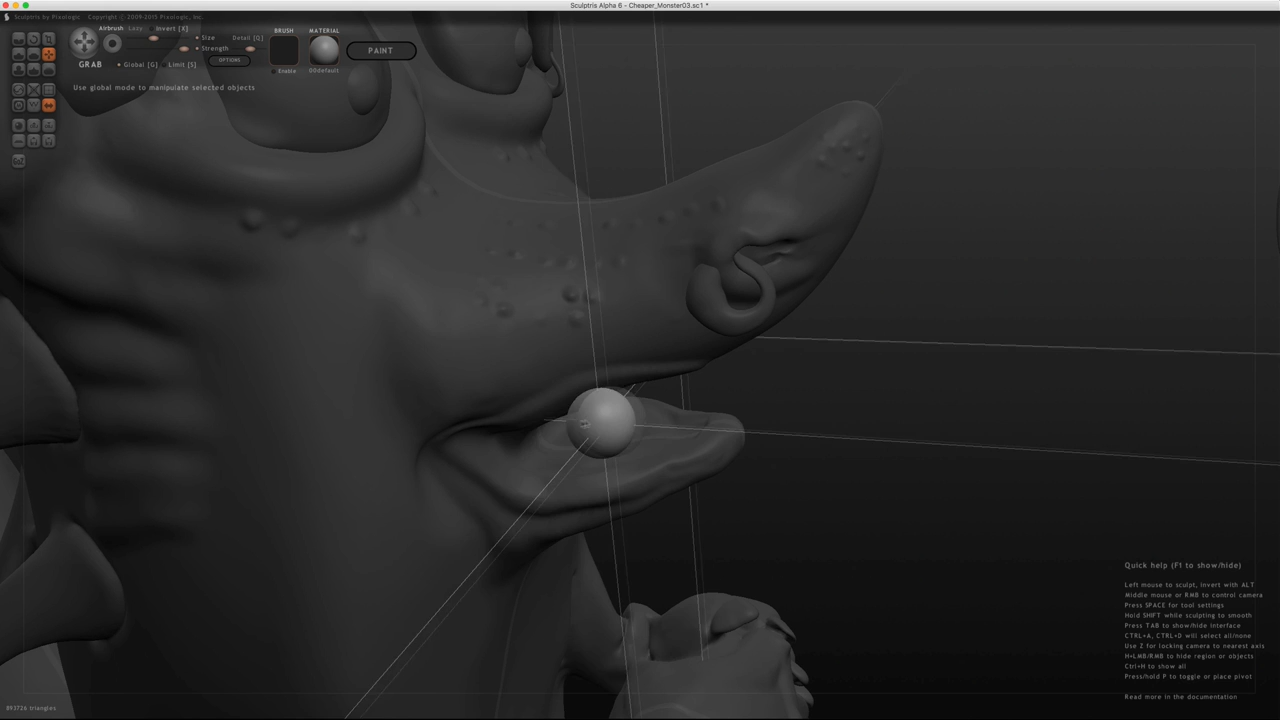 Sculptris Alpha 6 - Cheaper_Monster03.sc1 *
Sculptris by Pixologic Copyright (C)-2009-2015 Pixologic, Inc.
Airbrush Lazy Invert [X]
Size Detail [Q]
Strength
GRAB
Global [G] Limit [S]
OPTIONS
BRUSH
Enable
MATERIAL
00default
PAINT
Use global mode to manipulate selected objects
Quick help (F1 to show/hide)
Left mouse to sculpt, invert with ALT
Middle mouse or RMB to control camera
Press SPACE for tool settings
Hold SHIFT while sculpting to smooth
Press TAB to show/hide interface
CTRL+A, CTRL+D will select all/none
Use Z for locking camera to nearest axis
H+LMB/RMB to hide region or objects
Ctrl+H to show all
Press/hold P to toggle or place pivot
Read more in the documentation
893726 triangles